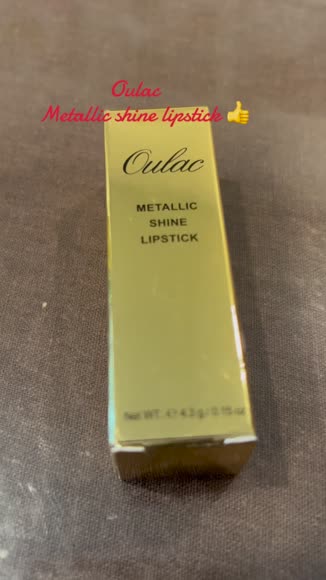 Oulac
Metallic shine lipstick 👍
Oulac
METALLIC
SHINE
LIPSTICK
Net WT. ℮ 4.3 g / 0.15 oz